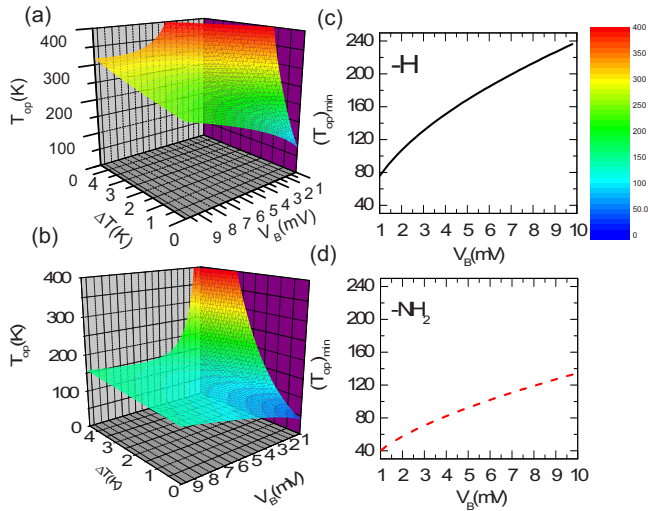 (a)
400
300
200
100
0
T_op(K)
0
4
3
2
1
0
ΔT(K)
9 8 7 6 5 4 3 2 1
V_B(mV)
(c)
-H
240
200
160
120
80
40
(T_op)_min
1 2 3 4 5 6 7 8 9 10
V_B(mV)
400
350
300
250
200
150
100
50.0
0
(b)
400
300
200
100
0
T_op(K)
4
3
2
1
0
ΔT(K)
9 8 7 6 5 4 3 2 1
V_B(mV)
(d)
-NH₂
240
200
160
120
80
40
(T_op)_min
1 2 3 4 5 6 7 8 9 10
V_B(mV)